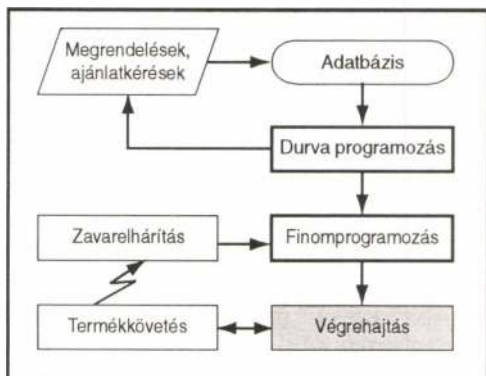 Megrendelések,
ajánlatkérések
Adatbázis
Durva programozás
Zavarelhárítás
Finomprogramozás
Termékkövetés
Végrehajtás